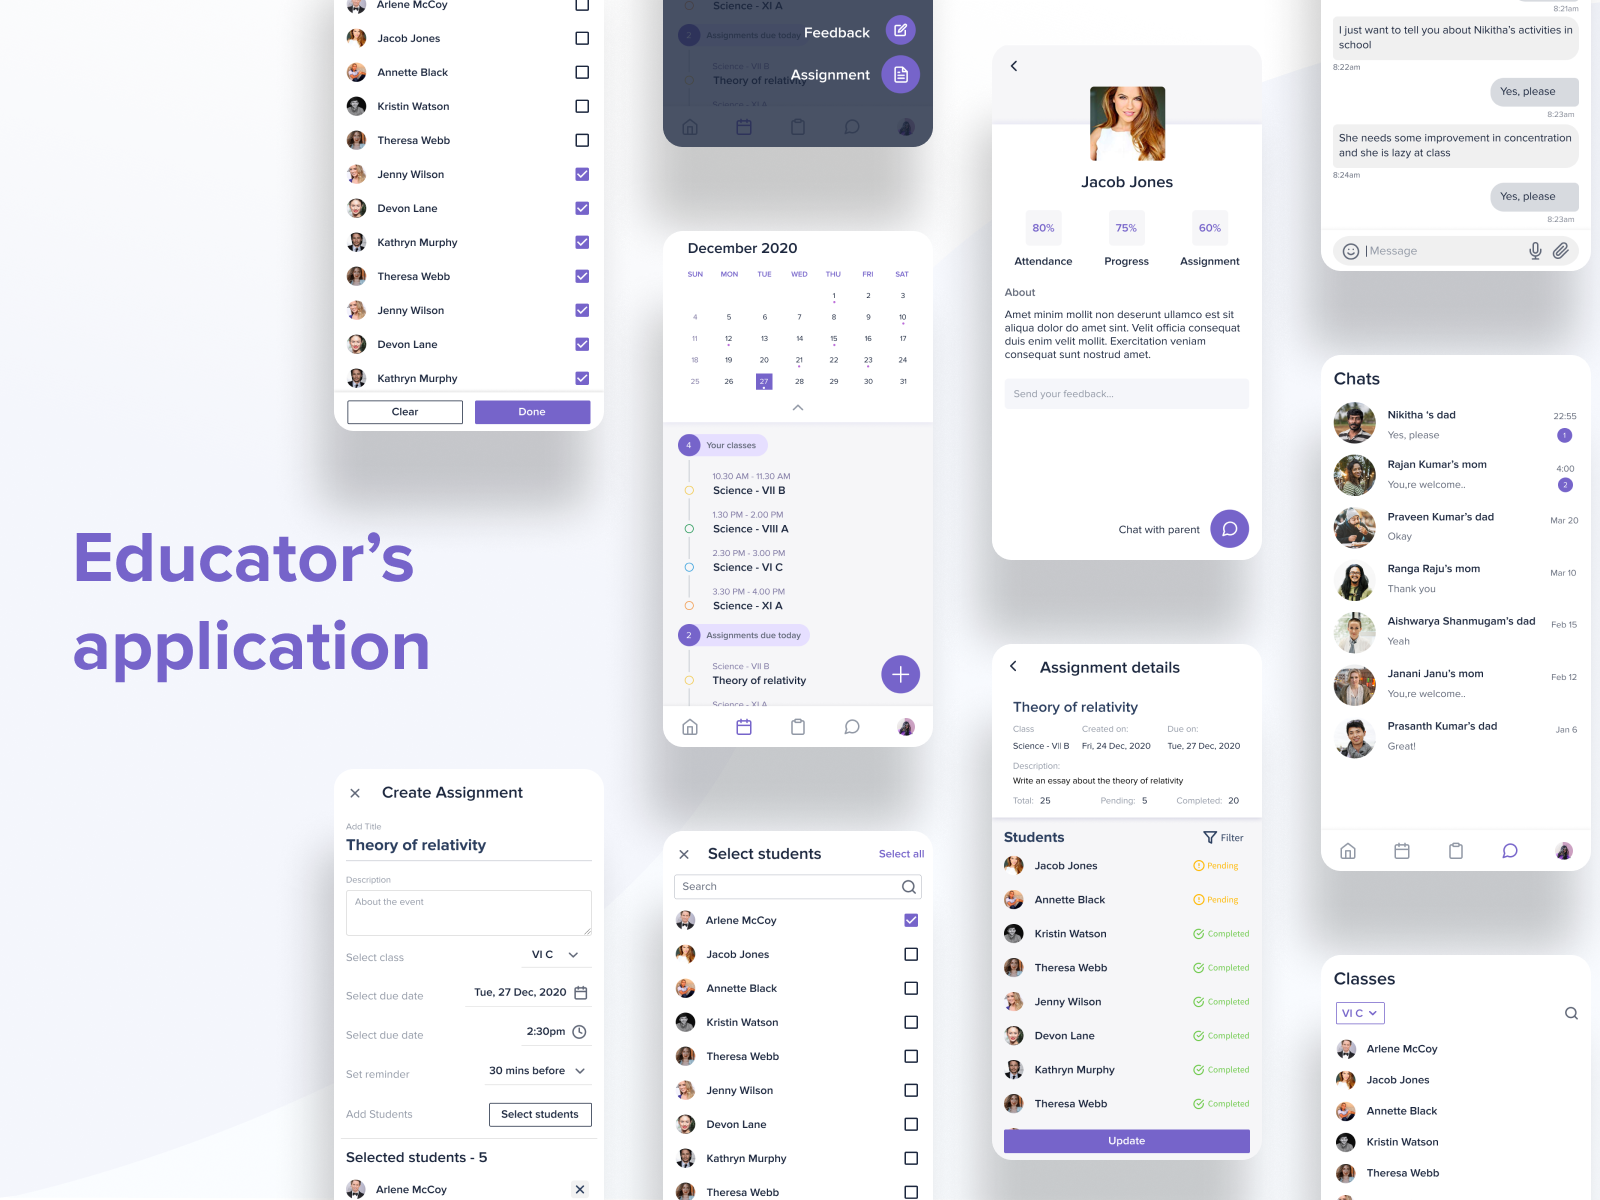 Educator’s
application
Arlene McCoy
Jacob Jones
Annette Black
Kristin Watson
Theresa Webb
Jenny Wilson
Devon Lane
Kathryn Murphy
Theresa Webb
Jenny Wilson
Devon Lane
Kathryn Murphy
Clear
Done
Create Assignment
Add Title
Theory of relativity
Description
About the event
Select class
VI C
Select due date
Tue, 27 Dec, 2020
Select due date
2:30pm
Set reminder
30 mins before
Add Students
Select students
Selected students - 5
Arlene McCoy
Science - XI A
2 Assignments due today
Feedback
Science - VII B
Theory of relativity
Assignment
Science - XI A
December 2020
SUN MON TUE WED THU FRI SAT
1 2 3
4 5 6 7 8 9 10
11 12 13 14 15 16 17
18 19 20 21 22 23 24
25 26 27 28 29 30 31
4 Your classes
10.30 AM - 11.30 AM
Science - VII B
1.30 PM - 2.00 PM
Science - VIII A
2.30 PM - 3.00 PM
Science - VI C
3.30 PM - 4.00 PM
Science - XI A
2 Assignments due today
Science - VII B
Theory of relativity
Science - XI A
Select students
Select all
Search
Arlene McCoy
Jacob Jones
Annette Black
Kristin Watson
Theresa Webb
Jenny Wilson
Devon Lane
Kathryn Murphy
Theresa Webb
Jacob Jones
80% 75% 60%
Attendance Progress Assignment
About
Amet minim mollit non deserunt ullamco est sit
aliqua dolor do amet sint. Velit officia consequat
duis enim velit mollit. Exercitation veniam
consequat sunt nostrud amet.
Send your feedback...
Chat with parent
Assignment details
Theory of relativity
Class Created on: Due on:
Science - VII B Fri, 24 Dec, 2020 Tue, 27 Dec, 2020
Description:
Write an essay about the theory of relativity
Total: 25 Pending: 5 Completed: 20
Students
Filter
Jacob Jones Pending
Annette Black Pending
Kristin Watson Completed
Theresa Webb Completed
Jenny Wilson Completed
Devon Lane Completed
Kathryn Murphy Completed
Theresa Webb Completed
Update
8:21am
I just want to tell you about Nikitha’s activities in
school
8:22am
Yes, please
8:23am
She needs some improvement in concentration
and she is lazy at class
8:24am
Yes, please
8:23am
Message
Chats
Nikitha ‘s dad 22:55
Yes, please 1
Rajan Kumar’s mom 4:00
You,re welcome.. 2
Praveen Kumar’s dad Mar 20
Okay
Ranga Raju’s mom Mar 10
Thank you
Aishwarya Shanmugam’s dad Feb 15
Yeah
Janani Janu’s mom Feb 12
You,re welcome..
Prasanth Kumar’s dad Jan 6
Great!
Classes
VI C
Arlene McCoy
Jacob Jones
Annette Black
Kristin Watson
Theresa Webb